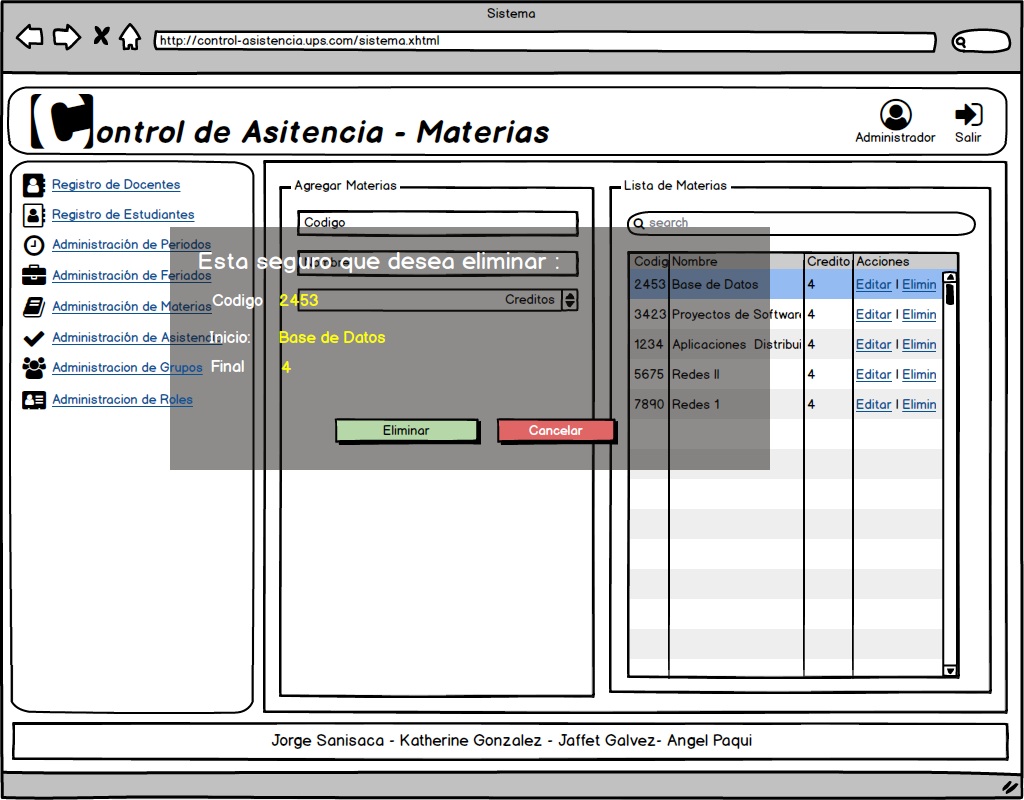 Sistema
http://control-asistencia.ups.com/sistema.xhtml
Control de Asitencia - Materias
Administrador
Salir
Registro de Docentes
Registro de Estudiantes
Administración de Periodos
Administración de Feriados
Administración de Materias
Administración de Asistencia
Administracion de Grupos
Administracion de Roles
Agregar Materias
Codigo
Nombre
Creditos
Esta seguro que desea eliminar :
Codigo 2453
Inicio: Base de Datos
Final 4
Eliminar Cancelar
Lista de Materias
search
Codig Nombre Credito Acciones
2453 Base de Datos 4 Editar | Elimin
3423 Proyectos de Software 4 Editar | Elimin
1234 Aplicaciones Distribui 4 Editar | Elimin
5675 Redes II 4 Editar | Elimin
7890 Redes 1 4 Editar | Elimin
Jorge Sanisaca - Katherine Gonzalez - Jaffet Galvez- Angel Paqui